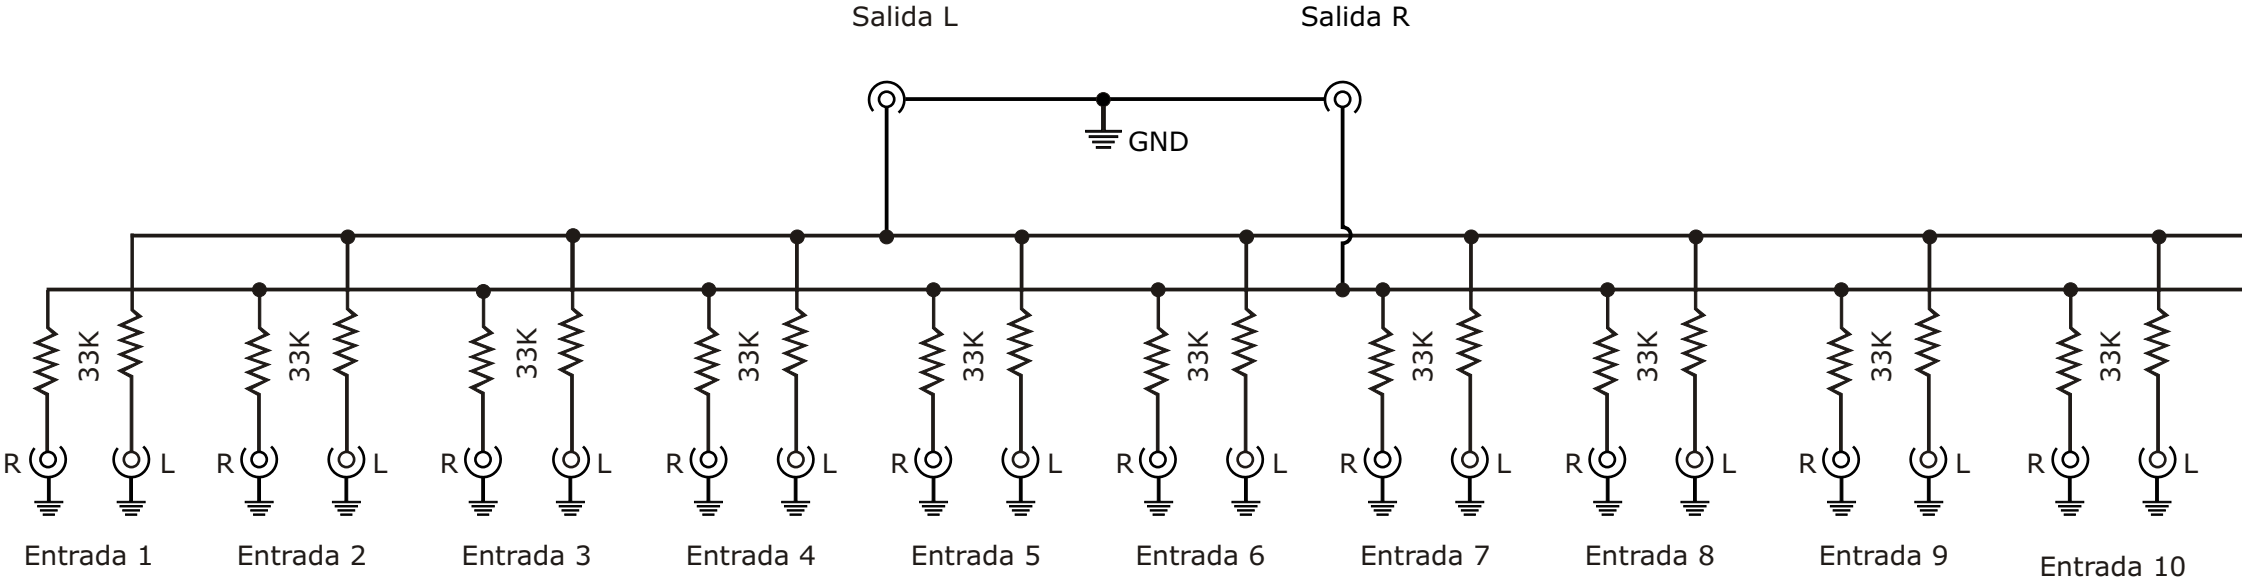 Salida L
Salida R
GND
33K
33K
33K
33K
33K
33K
33K
33K
33K
33K
R L
R L
R L
R L
R L
R L
R L
R L
R L
R L
Entrada 1
Entrada 2
Entrada 3
Entrada 4
Entrada 5
Entrada 6
Entrada 7
Entrada 8
Entrada 9
Entrada 10